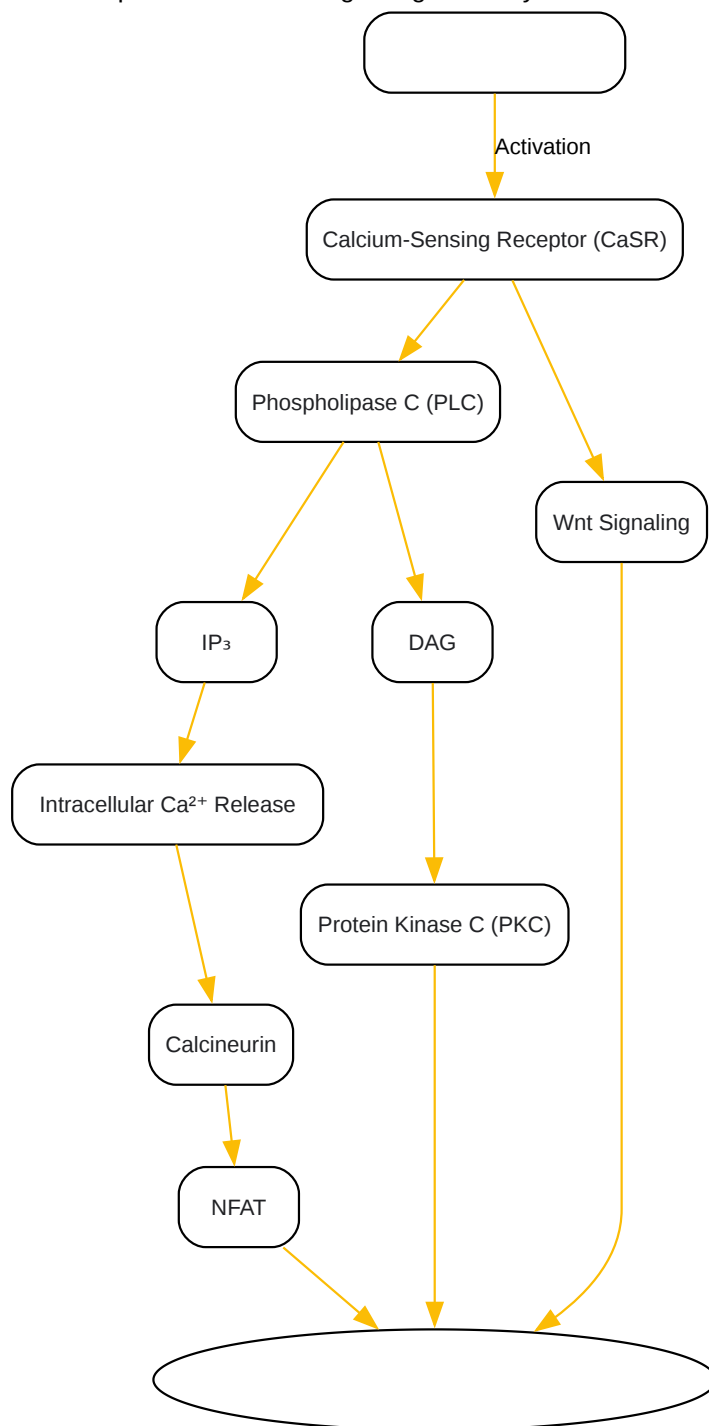 Activation
Calcium-Sensing Receptor (CaSR)
Phospholipase C (PLC)
Wnt Signaling
IP₃
DAG
Intracellular Ca²⁺ Release
Protein Kinase C (PKC)
Calcineurin
NFAT